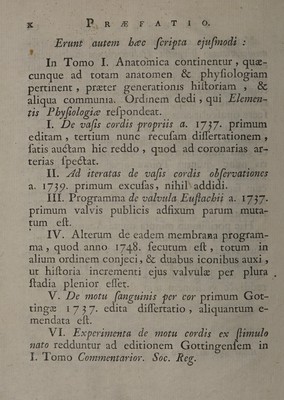 x PRÆFATIO.
Erunt autem hæc ſcripta ejuſmodi :
In Tomo I. Anatomica continentur , quæ-
cunque ad totam anatomen & phyſiologiam
pertinent , præter generationis hiſtoriam , &
aliqua communia. Ordinem dedi , qui Elemen-
tis Phyſiologiæ reſpondeat.
I. De vaſis cordis propriis a. 1737. primum
editam , tertium nunc recuſam diſſertationem ,
ſatis auctam hic reddo , quod ad coronarias ar-
terias ſpectat.
II. Ad iteratas de vaſis cordis obſervationes
a. 1739. primum excuſas, nihil addidi.
III. Programma de valvula Euſtachii a. 1737.
primum valvis publicis adfixum parum muta-
tum eſt.
IV. Alterum de eadem membrana program-
ma , quod anno 1748. ſecutum eſt , totum in
alium ordinem conjeci, & duabus iconibus auxi ,
ut hiſtoria incrementi ejus valvulæ per plura
ſtadia plenior eſſet.
V. De motu ſanguinis per cor primum Got-
tingæ 1737. edita diſſertatio , aliquantum e-
mendata eſt.
VI. Experimenta de motu cordis ex ſtimulo
nato redduntur ad editionem Gottingenſem in
I. Tomo Commentarior. Soc. Reg.